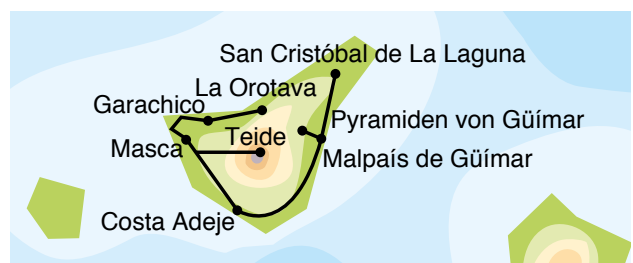 San Cristóbal de La Laguna
La Orotava
Garachico
Pyramiden von Güímar
Teide
Masca
Malpaís de Güímar
Costa Adeje